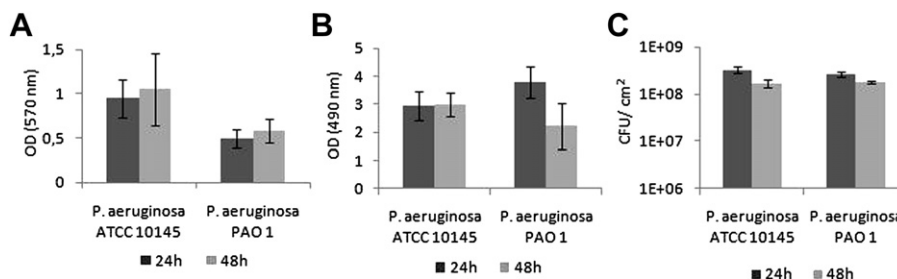 A
OD (570 nm)
1,5
1
0,5
0
P. aeruginosa
ATCC 10145
P. aeruginosa
PAO 1
24h
48h
B
OD (490 nm)
5
4
3
2
1
0
P. aeruginosa
ATCC 10145
P. aeruginosa
PAO 1
24h
48h
C
CFU/ cm²
1E+09
1E+08
1E+07
1E+06
P. aeruginosa
ATCC 10145
P. aeruginosa
PAO 1
24h
48h